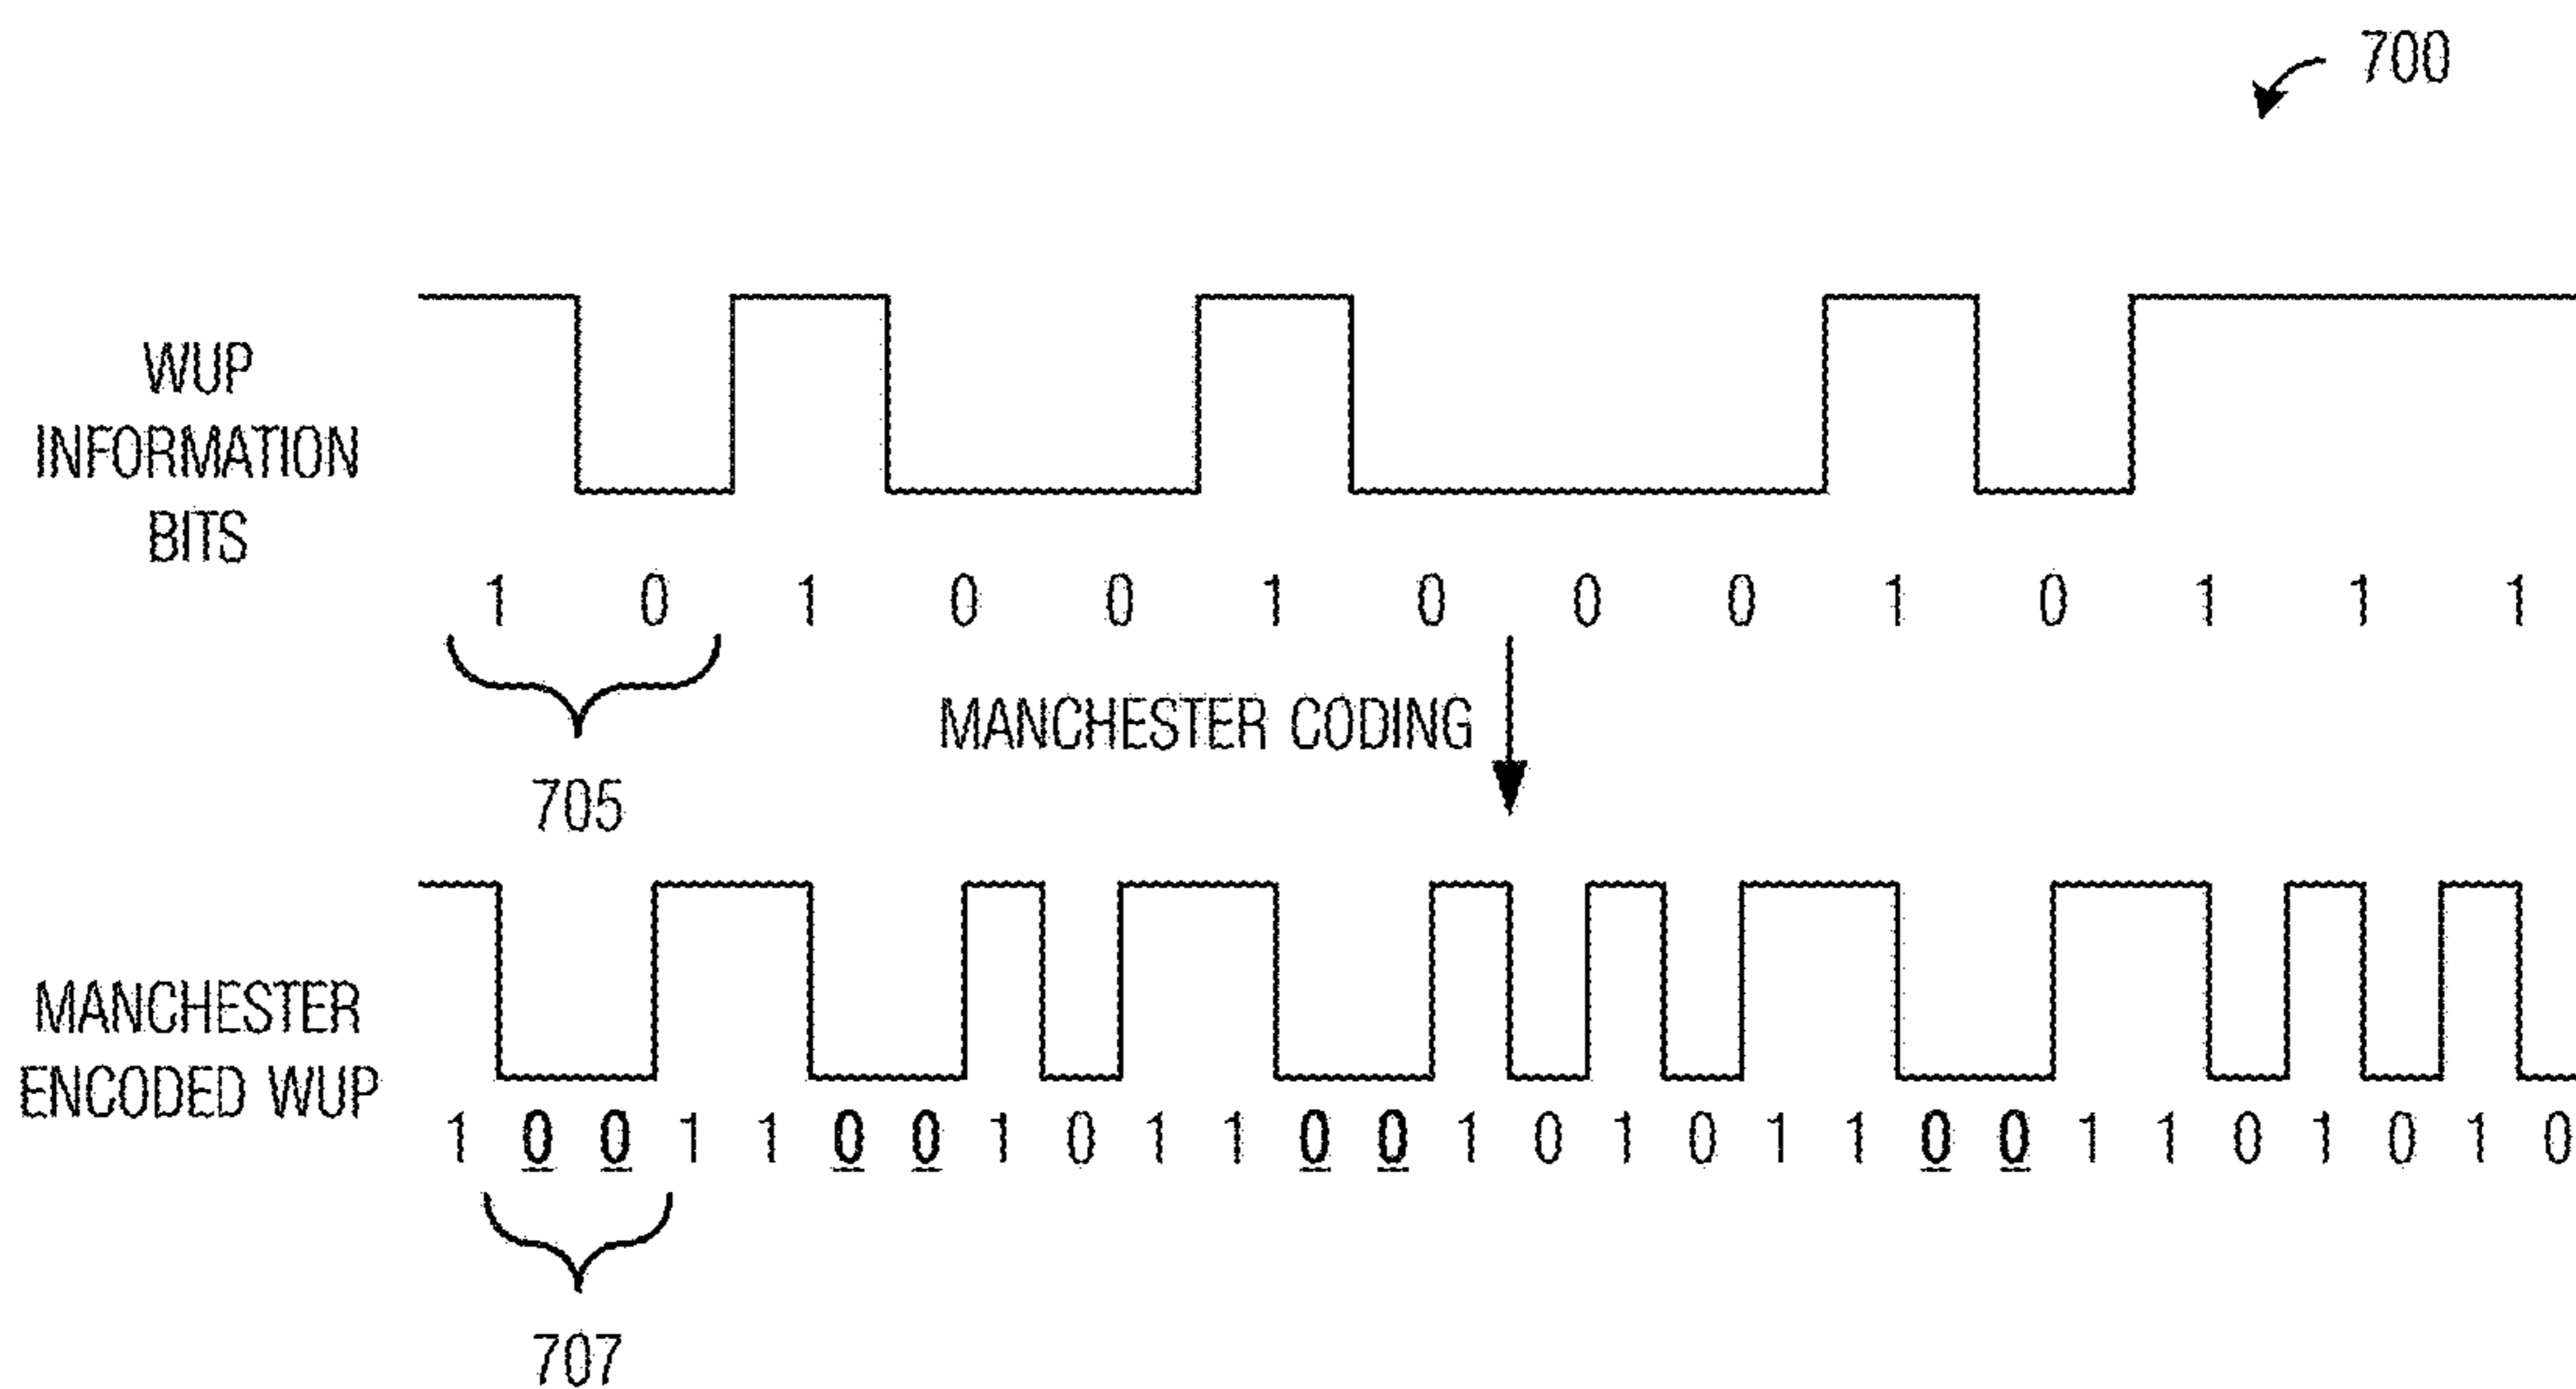 700
WUP
INFORMATION
BITS
1 0 1 0 0 1 0 0 0 1 0 1 1 1
705
MANCHESTER CODING
MANCHESTER
ENCODED WUP
1 0 0 1 1 0 0 1 0 1 1 0 0 1 0 1 0 1 1 0 0 1 1 0 1 0 1 0
707